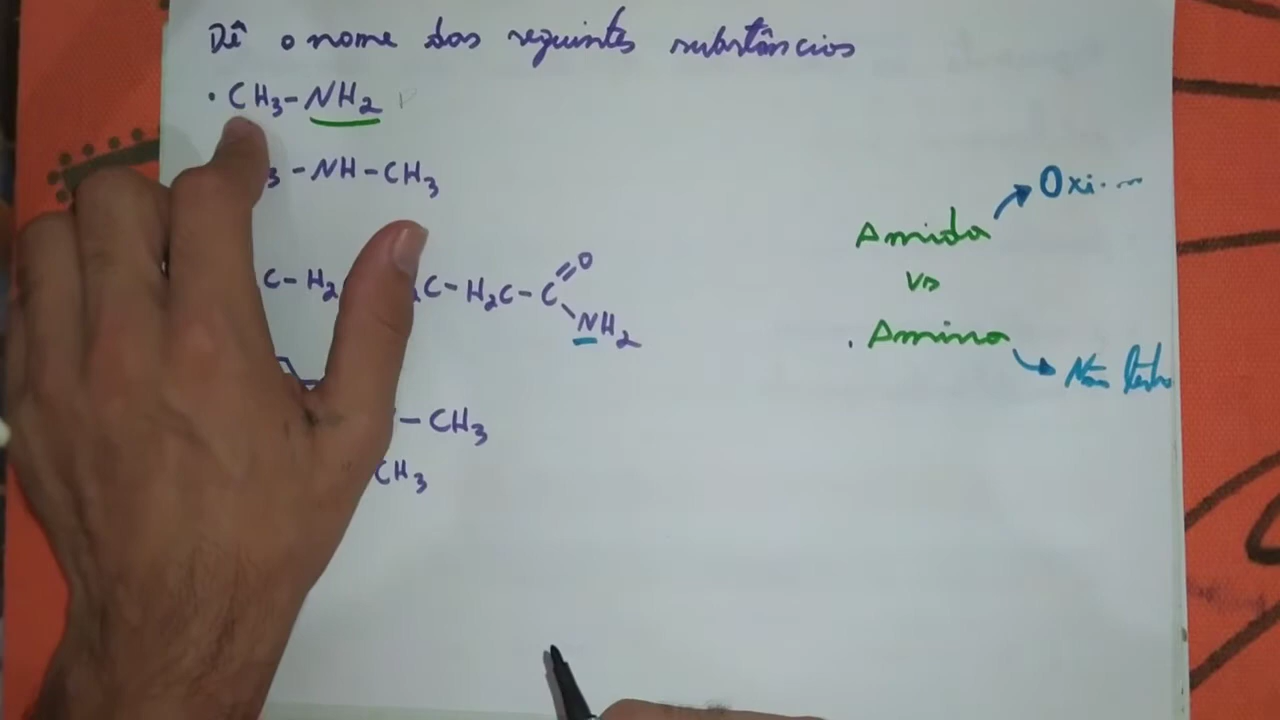 Dê o nome das seguintes substâncias
• CH3-NH2
3 -NH-CH3
C-H2 2C-H2C-C
O
NH2
-CH3
CH3
Amida
Oxi...
vs
. Amina
Não